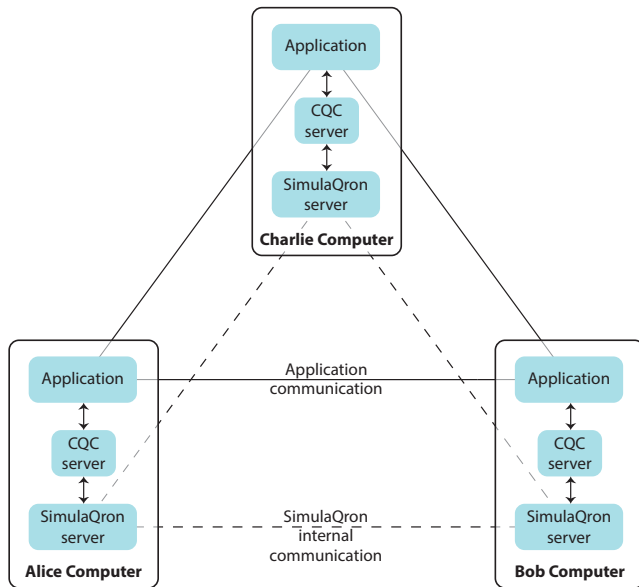 Application
CQC
server
SimulaQron
server
Charlie Computer
Application
CQC
server
SimulaQron
server
Alice Computer
Application
communication
SimulaQron
internal
communication
Application
CQC
server
SimulaQron
server
Bob Computer